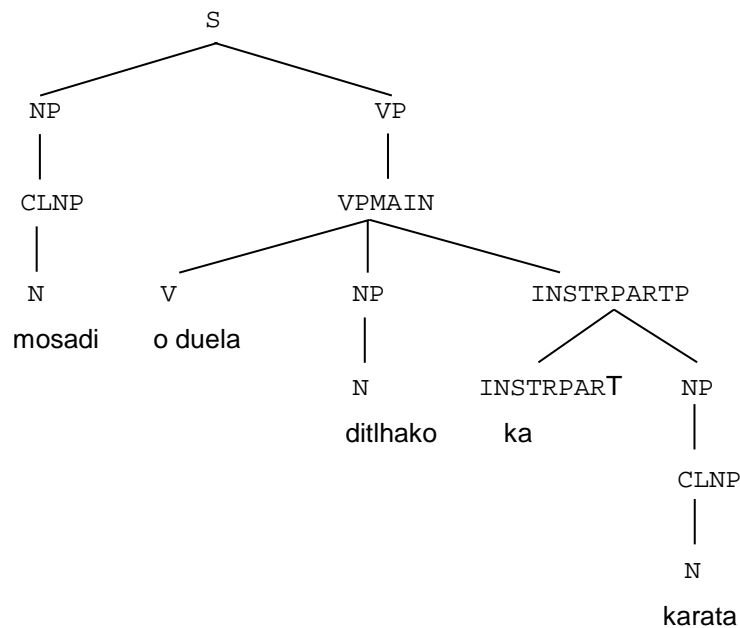 S
NP VP
CLNP VPMAIN
N V NP INSTRPARTP
mosadi o duela
N INSTRPART NP
ditlhako ka
CLNP
N
karata